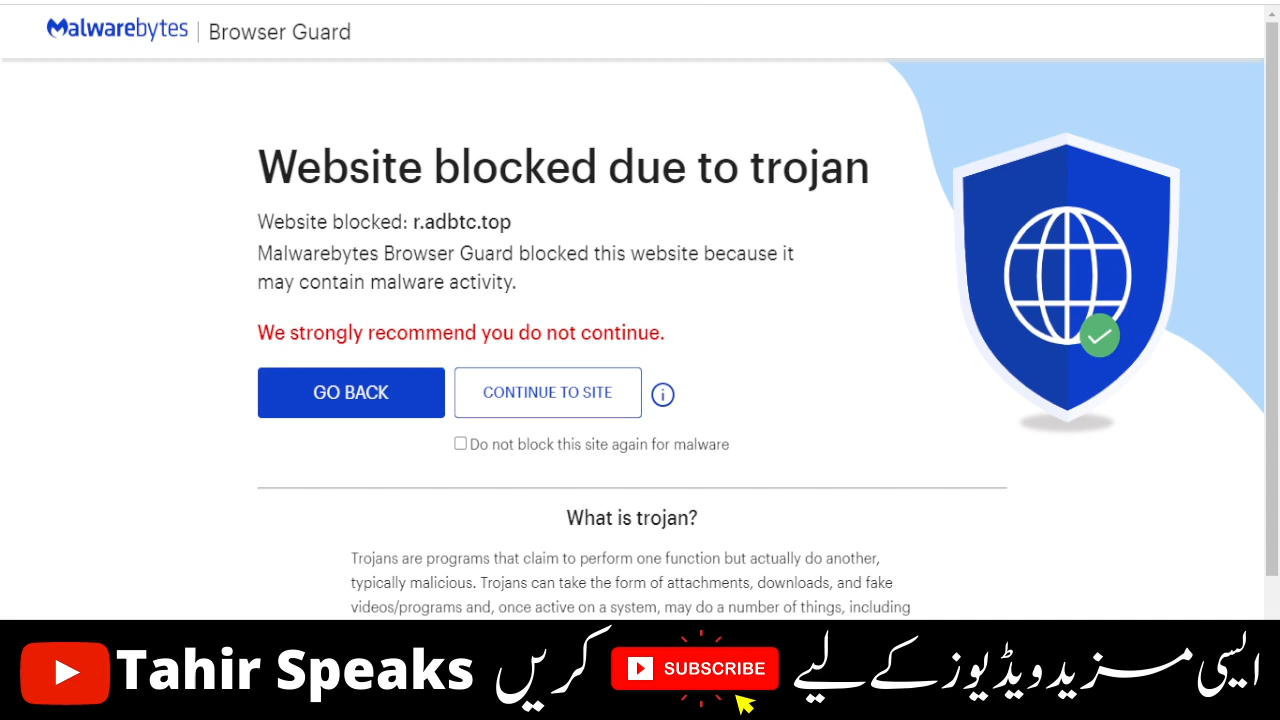 Malwarebytes | Browser Guard
Website blocked due to trojan
Website blocked: r.adbtc.top
Malwarebytes Browser Guard blocked this website because it
may contain malware activity.
We strongly recommend you do not continue.
GO BACK
CONTINUE TO SITE
Do not block this site again for malware
What is trojan?
Trojans are programs that claim to perform one function but actually do another,
typically malicious. Trojans can take the form of attachments, downloads, and fake
videos/programs and, once active on a system, may do a number of things, including
Tahir Speaks
ایسی مزید ویڈیوز کے لیے SUBSCRIBE کریں